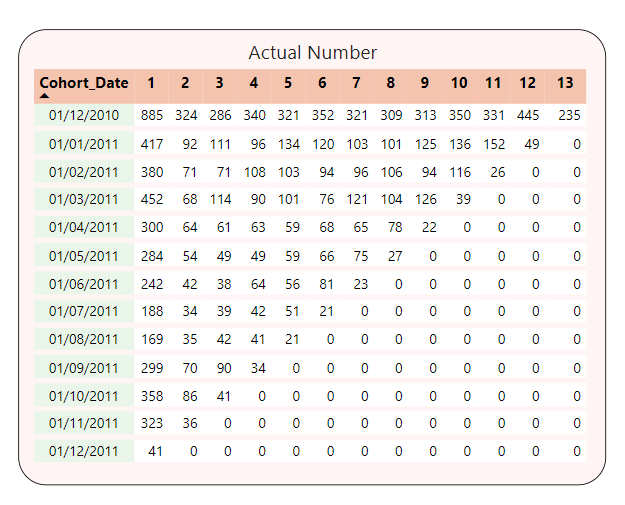 Actual Number
Cohort_Date 1 2 3 4 5 6 7 8 9 10 11 12 13
01/12/2010 885 324 286 340 321 352 321 309 313 350 331 445 235
01/01/2011 417 92 111 96 134 120 103 101 125 136 152 49 0
01/02/2011 380 71 71 108 103 94 96 106 94 116 26 0 0
01/03/2011 452 68 114 90 101 76 121 104 126 39 0 0 0
01/04/2011 300 64 61 63 59 68 65 78 22 0 0 0 0
01/05/2011 284 54 49 49 59 66 75 27 0 0 0 0 0
01/06/2011 242 42 38 64 56 81 23 0 0 0 0 0 0
01/07/2011 188 34 39 42 51 21 0 0 0 0 0 0 0
01/08/2011 169 35 42 41 21 0 0 0 0 0 0 0 0
01/09/2011 299 70 90 34 0 0 0 0 0 0 0 0 0
01/10/2011 358 86 41 0 0 0 0 0 0 0 0 0 0
01/11/2011 323 36 0 0 0 0 0 0 0 0 0 0 0
01/12/2011 41 0 0 0 0 0 0 0 0 0 0 0 0